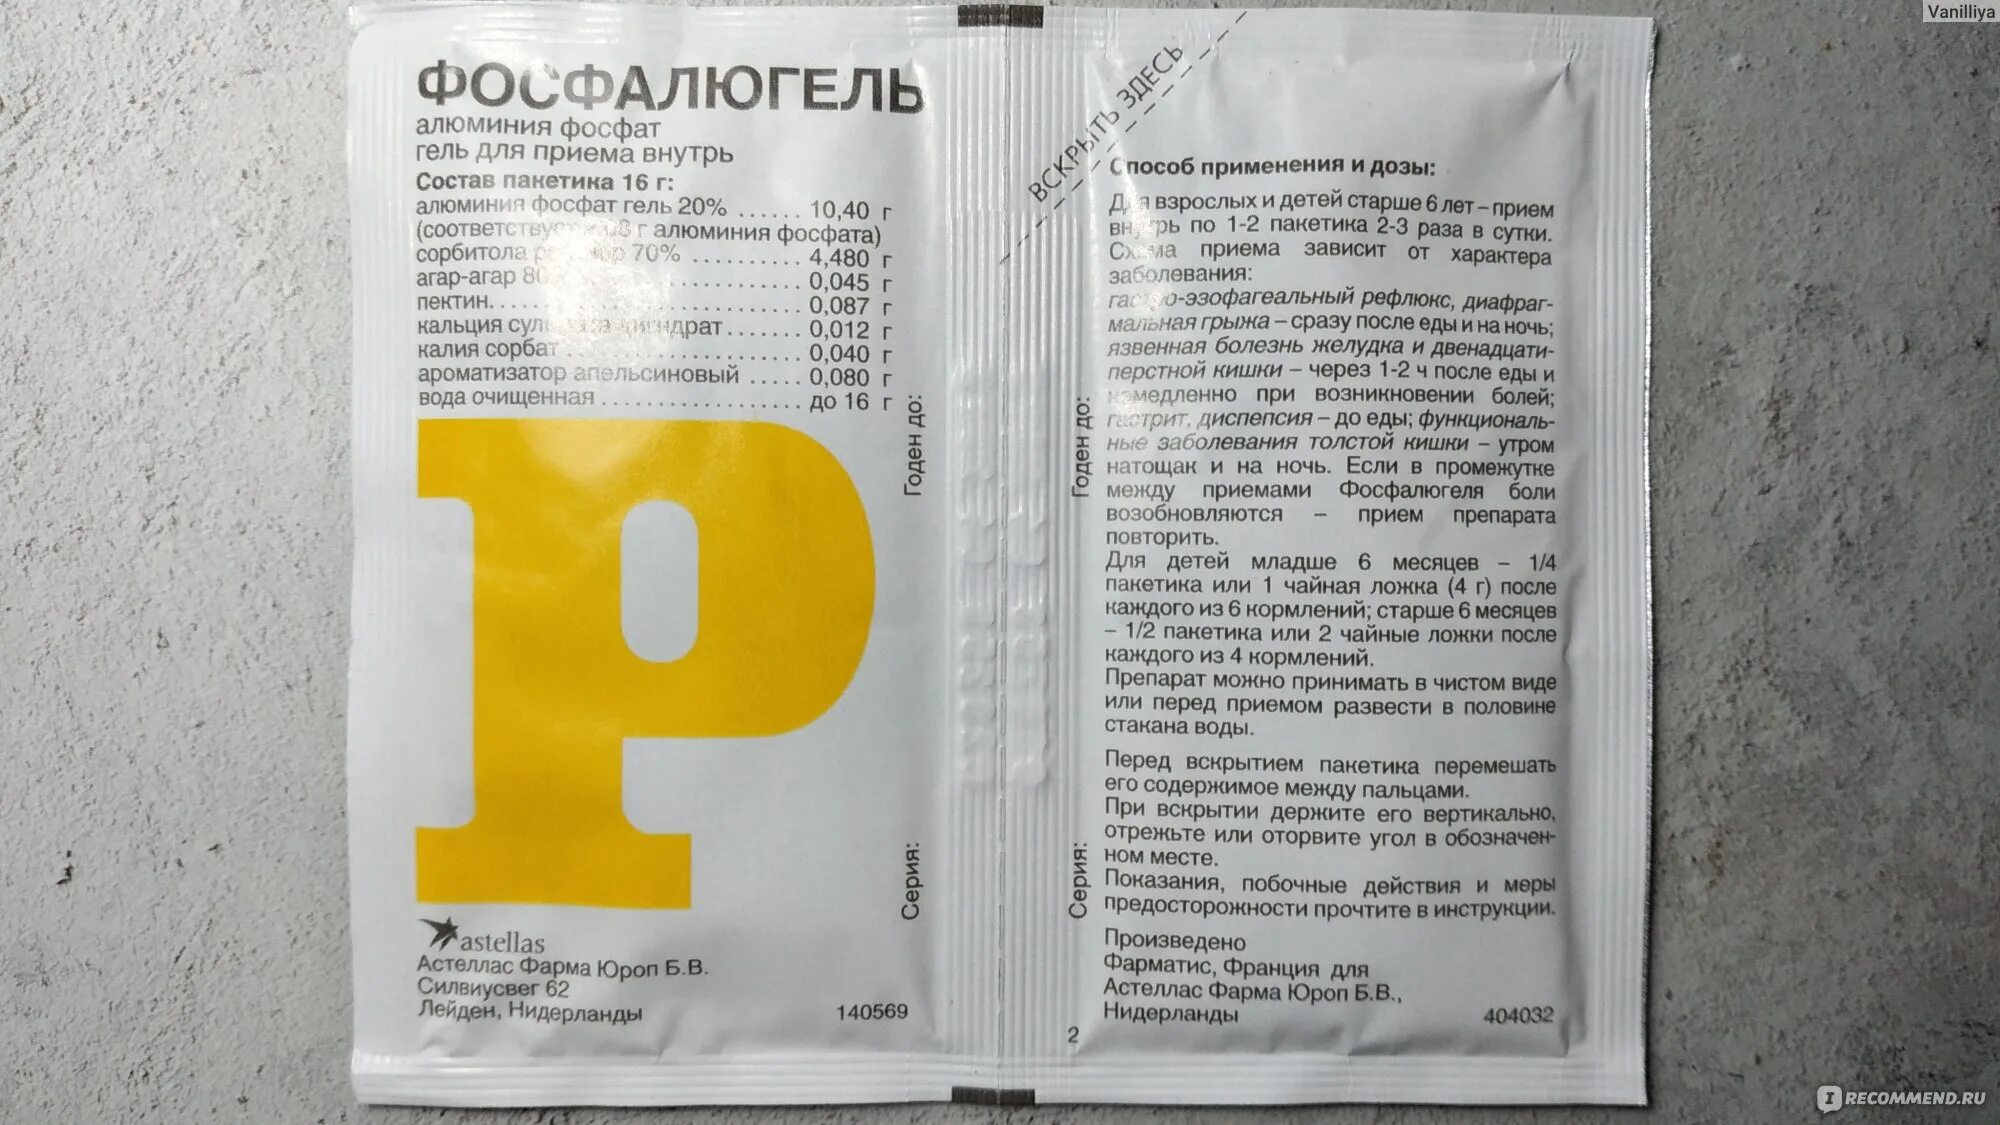 Vanilliya
ФОСФАЛЮГЕЛЬ
алюминия фосфат
гель для приема внутрь
Состав пакетика 16 г:
алюминия фосфат гель 20% ...... 10,40 г
г алюминия фосфата)
сорбитола 70% .......... 4,480 г
агар-агар ............. 0,045 г
пектин............................ 0,087 г
кальция ....... 0,012 г
калия сорбат .................... 0,040 г
ароматизатор апельсиновый ..... 0,080 г
вода очищенная ................. до 16 г
Годен до:
Серия:
astellas
Астеллас Фарма Юроп Б.В.
Силвиусвег 62
Лейден, Нидерланды
140569
ВСКРЫТЬ ЗДЕСЬ
Годен до:
Серия:
Способ применения и дозы:
Для взрослых и детей старше 6 лет – прием
внутрь по 1-2 пакетика 2-3 раза в сутки.
Схема приема зависит от характера
заболевания:
гастро-эзофагеальный рефлюкс, диафраг-
мальная грыжа – сразу после еды и на ночь;
язвенная болезнь желудка и двенадцати-
перстной кишки – через 1-2 ч после еды и
немедленно при возникновении болей;
гастрит, диспепсия – до еды; функциональ-
ные заболевания толстой кишки – утром
натощак и на ночь. Если в промежутке
между приемами Фосфалюгеля боли
возобновляются – прием препарата
повторить.
Для детей младше 6 месяцев – 1/4
пакетика или 1 чайная ложка (4 г) после
каждого из 6 кормлений; старше 6 месяцев
– 1/2 пакетика или 2 чайные ложки после
каждого из 4 кормлений.
Препарат можно принимать в чистом виде
или перед приемом развести в половине
стакана воды.
Перед вскрытием пакетика перемешать
его содержимое между пальцами.
При вскрытии держите его вертикально,
отрежьте или оторвите угол в обозначен-
ном месте.
Показания, побочные действия и меры
предосторожности прочтите в инструкции.
Произведено
Фарматис, Франция для
Астеллас Фарма Юроп Б.В.,
Нидерланды
404032
2
I RECOMMEND.RU